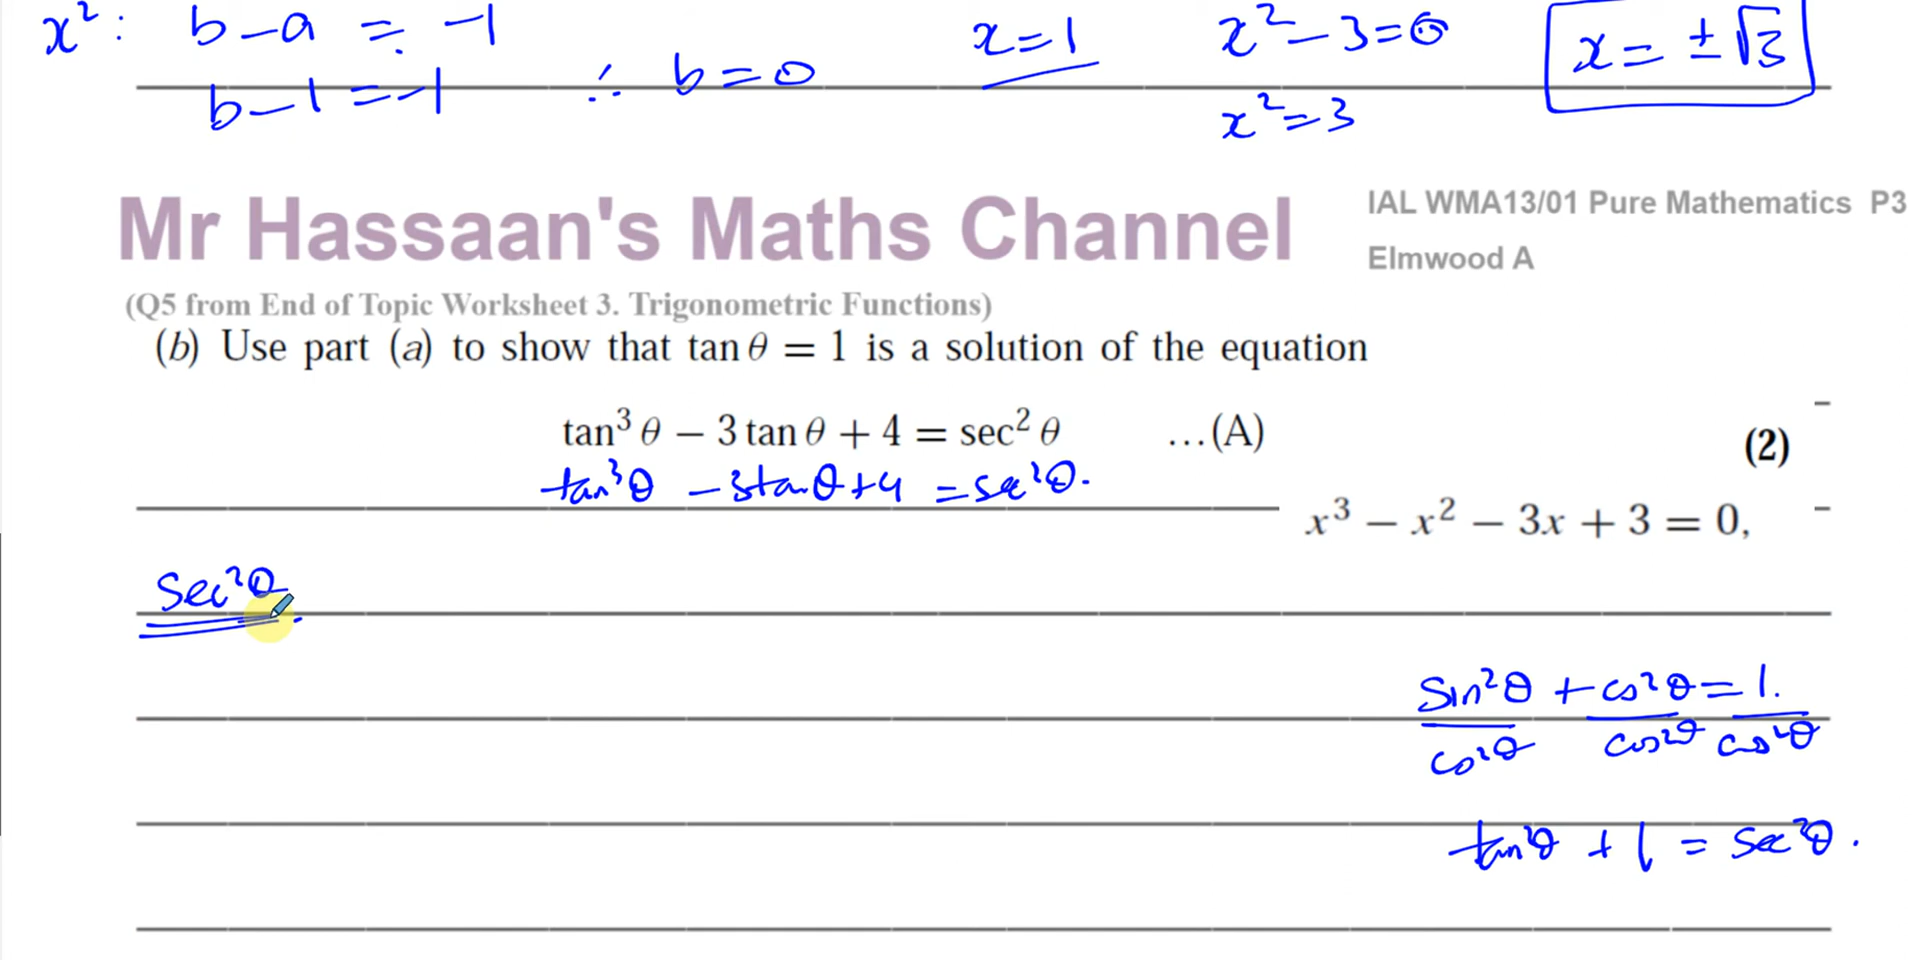 x²: b-a = -1 x=1 x²-3=0 x= ±√3
b-1=-1 ∴ b=0 x²=3
Mr Hassaan's Maths Channel
IAL WMA13/01 Pure Mathematics P3
Elmwood A
(Q5 from End of Topic Worksheet 3. Trigonometric Functions)
(b) Use part (a) to show that tan θ = 1 is a solution of the equation
tan³ θ − 3 tan θ + 4 = sec² θ ...(A)
(2)
tan³θ -3tanθ+4 =sec²θ.
x³ − x² − 3x + 3 = 0,
sec²θ
sin²θ + cos²θ = 1.
cos²θ cos²θ cos²θ
tan²θ + 1 = sec²θ.